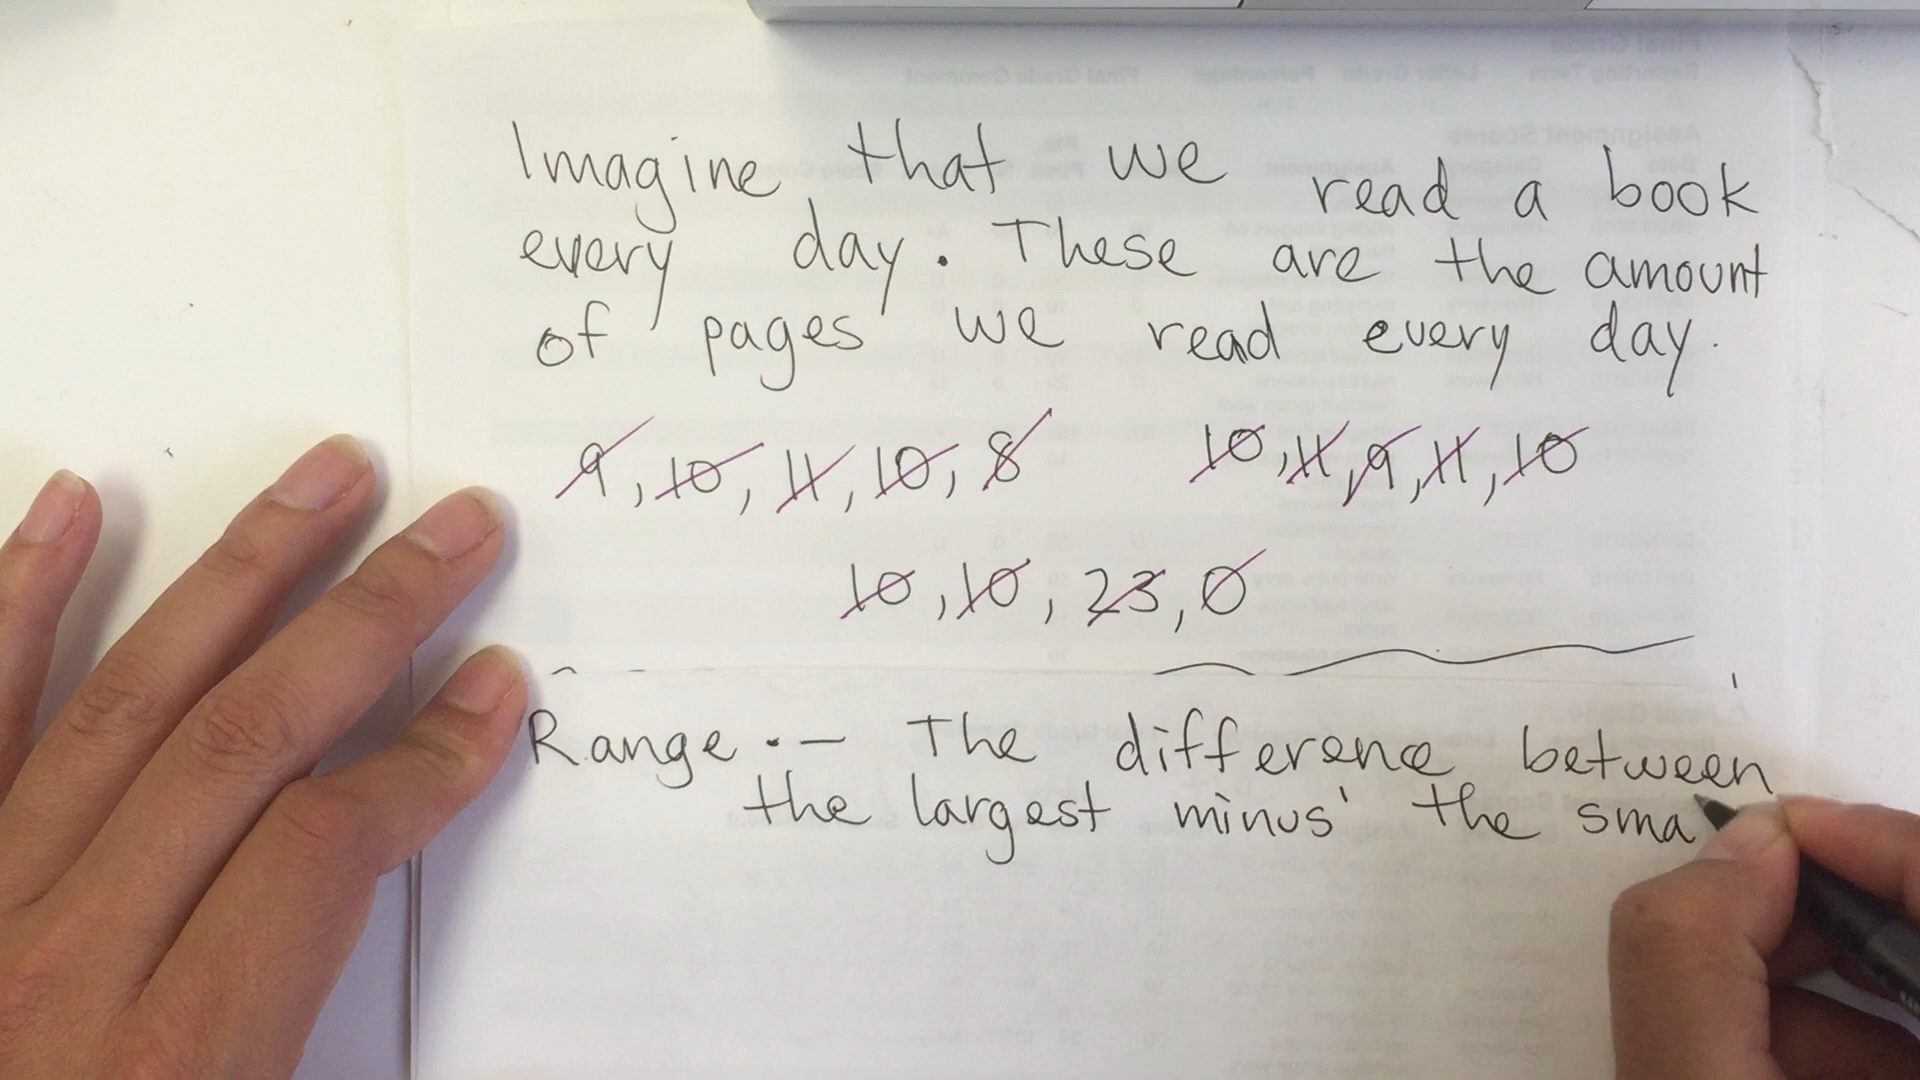 Imagine that we read a book
every day. These are the amount
of pages we read every day.
9, 10, 11, 10, 8 10, 11, 9, 11, 10
10, 10, 23, 0
Range .- The difference between
the largest minus' the sma